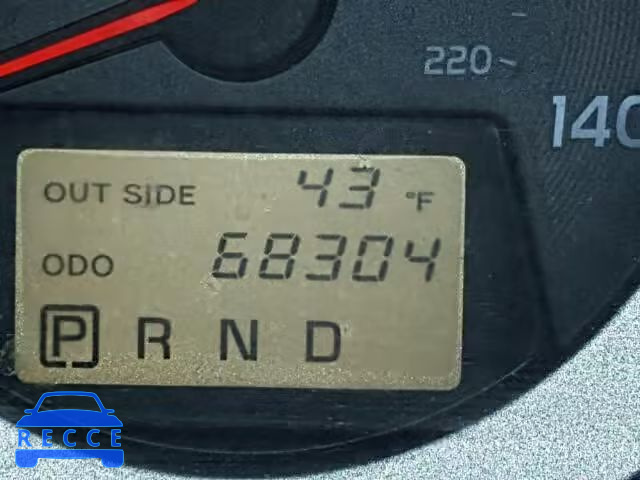 220
140
OUT SIDE 43 °F
ODO 68304
P R N D
RECCE